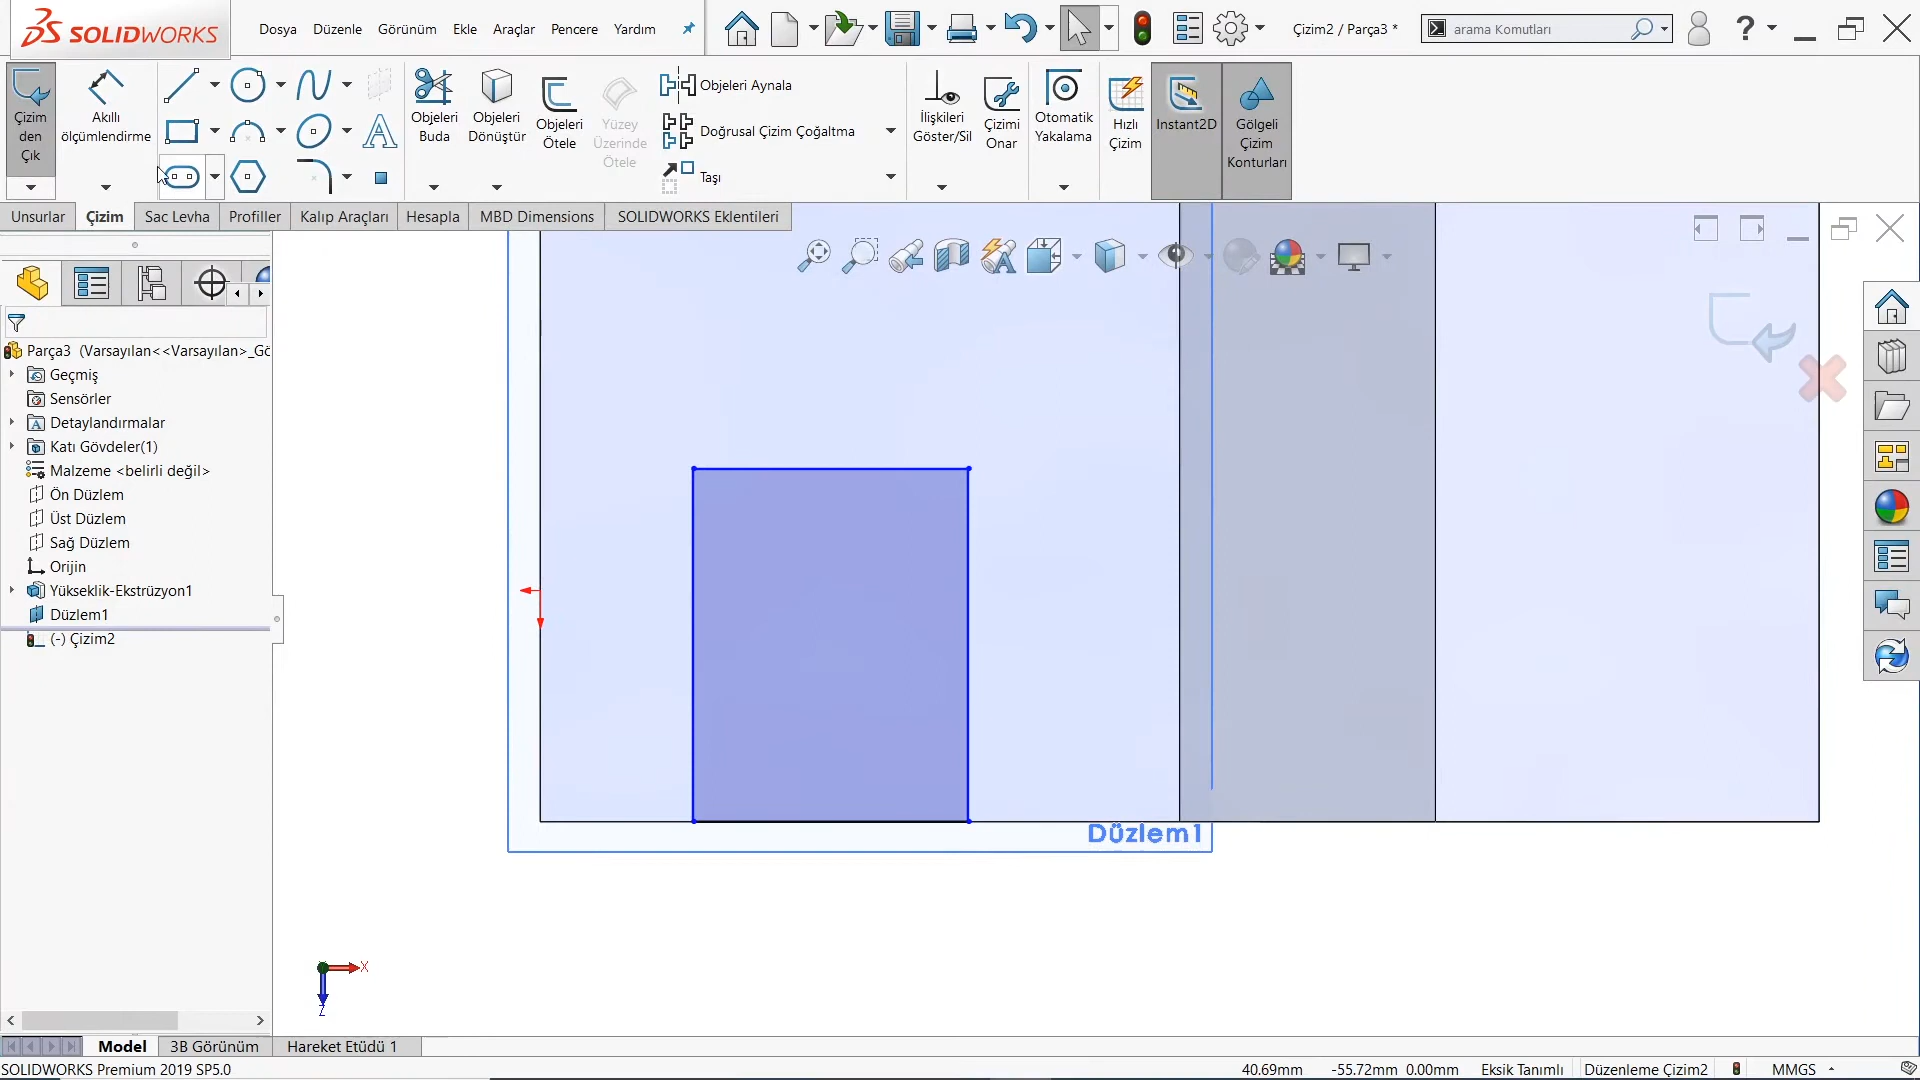 SOLIDWORKS
Dosya Düzenle Görünüm Ekle Araçlar Pencere Yardım
Çizim2 / Parça3 *
arama Komutları
?
Çizim den Çık
Akıllı ölçümlendirme
Objeleri Buda
Objeleri Dönüştür
Objeleri Ötele
Yüzey Üzerinde Ötele
Objeleri Aynala
Doğrusal Çizim Çoğaltma
Taşı
İlişkileri Göster/Sil
Çizimi Onar
Otomatik Yakalama
Hızlı Çizim
Instant2D
Gölgeli Çizim Konturları
Unsurlar Çizim Sac Levha Profiller Kalıp Araçları Hesapla MBD Dimensions SOLIDWORKS Eklentileri
Parça3 (Varsayılan<<Varsayılan>_Gö
Geçmiş
Sensörler
Detaylandırmalar
Katı Gövdeler(1)
Malzeme <belirli değil>
Ön Düzlem
Üst Düzlem
Sağ Düzlem
Orijin
Yükseklik-Ekstrüzyon1
Düzlem1
(-) Çizim2
Düzlem1
X
Z
Model 3B Görünüm Hareket Etüdü 1
SOLIDWORKS Premium 2019 SP5.0
40.69mm -55.72mm 0.00mm Eksik Tanımlı Düzenleme Çizim2 MMGS